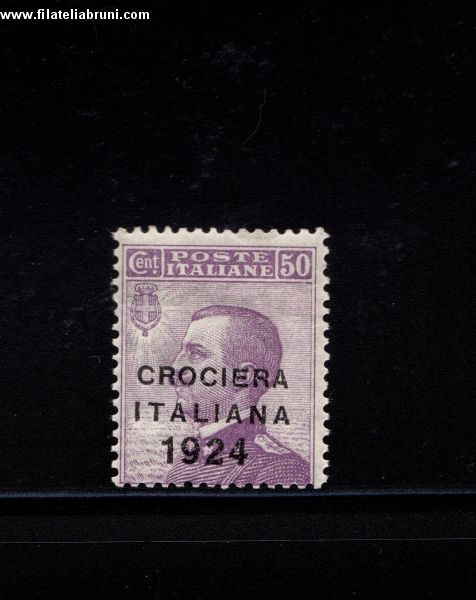 www.filateliabruni.com
Cent. POSTE ITALIANE 50
CROCIERA
ITALIANA
1924